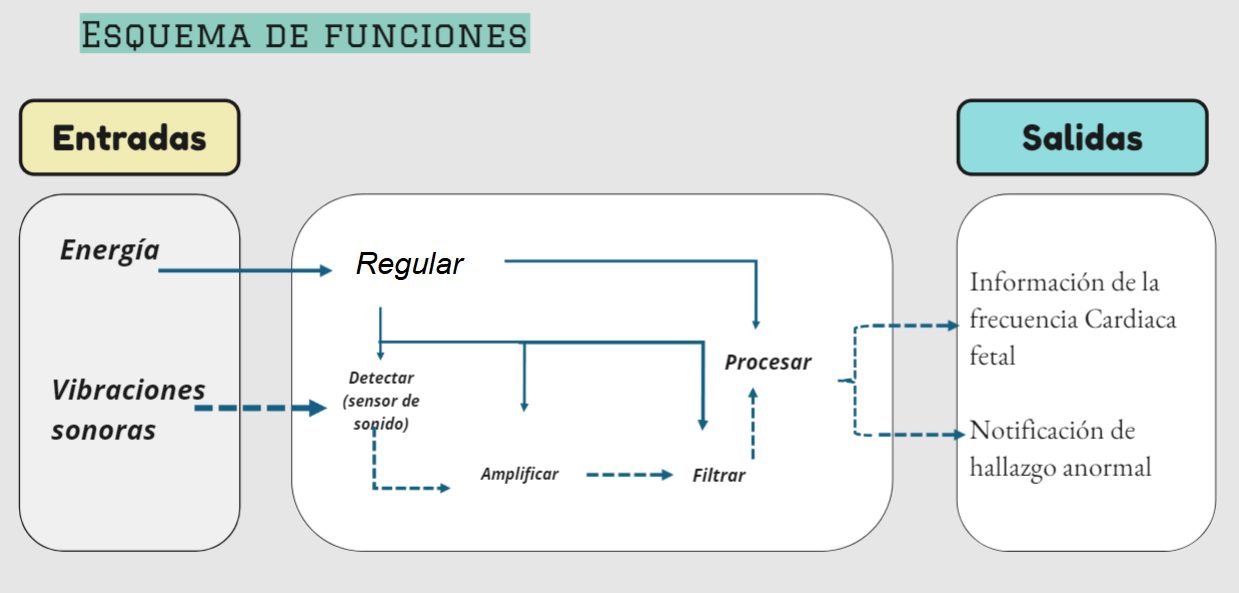 ESQUEMA DE FUNCIONES
Entradas
Salidas
Energía
Vibraciones
sonoras
Regular
Detectar
(sensor de
sonido)
Amplificar
Filtrar
Procesar
Información de la
frecuencia Cardiaca
fetal
Notificación de
hallazgo anormal